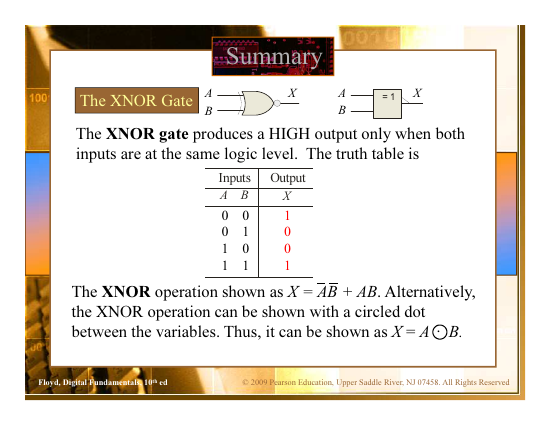 Summary
The XNOR Gate
A
B
X
A
B
= 1
X
The XNOR gate produces a HIGH output only when both
inputs are at the same logic level. The truth table is
Inputs Output
A B X
0 0 1
0 1 0
1 0 0
1 1 1
The XNOR operation shown as X = A̅B̅ + AB. Alternatively,
the XNOR operation can be shown with a circled dot
between the variables. Thus, it can be shown as X = A ⊙ B.
Floyd, Digital Fundamentals, 10th ed
© 2009 Pearson Education, Upper Saddle River, NJ 07458. All Rights Reserved